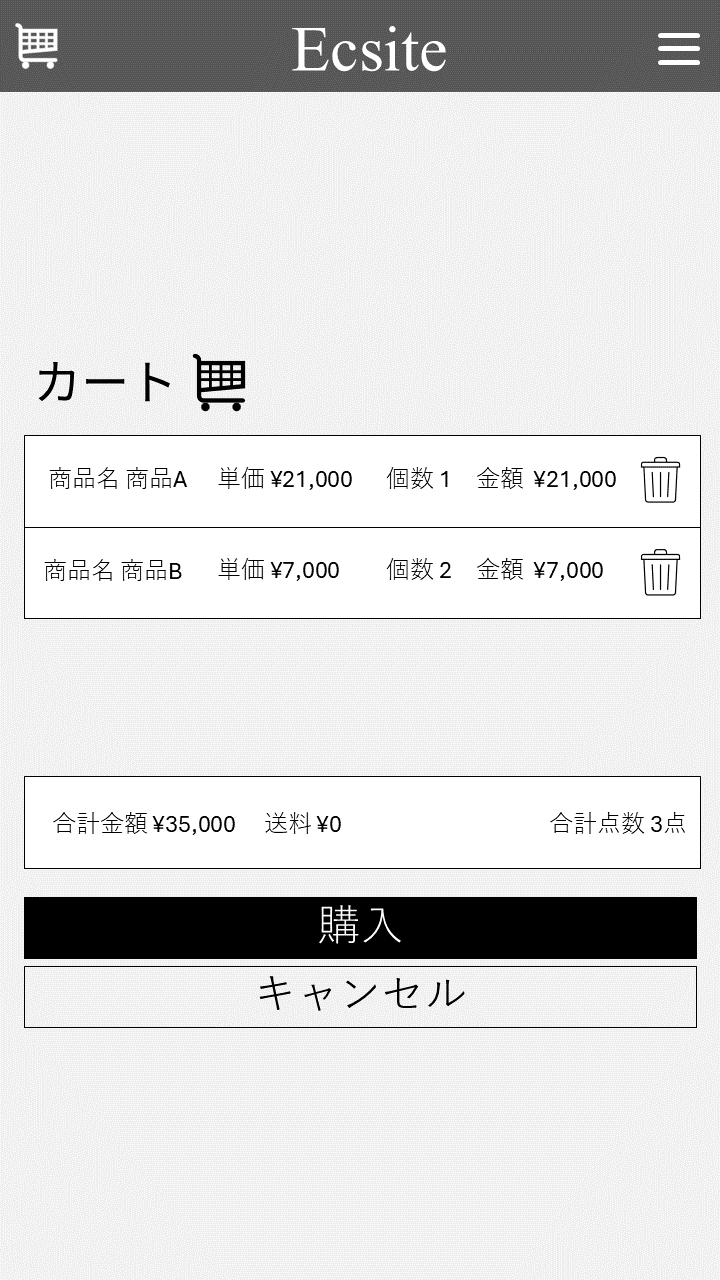 Ecsite
カート
商品名 商品A 単価 ¥21,000 個数 1 金額 ¥21,000
商品名 商品B 単価 ¥7,000 個数 2 金額 ¥7,000
合計金額 ¥35,000 送料 ¥0 合計点数 3点
購入
キャンセル